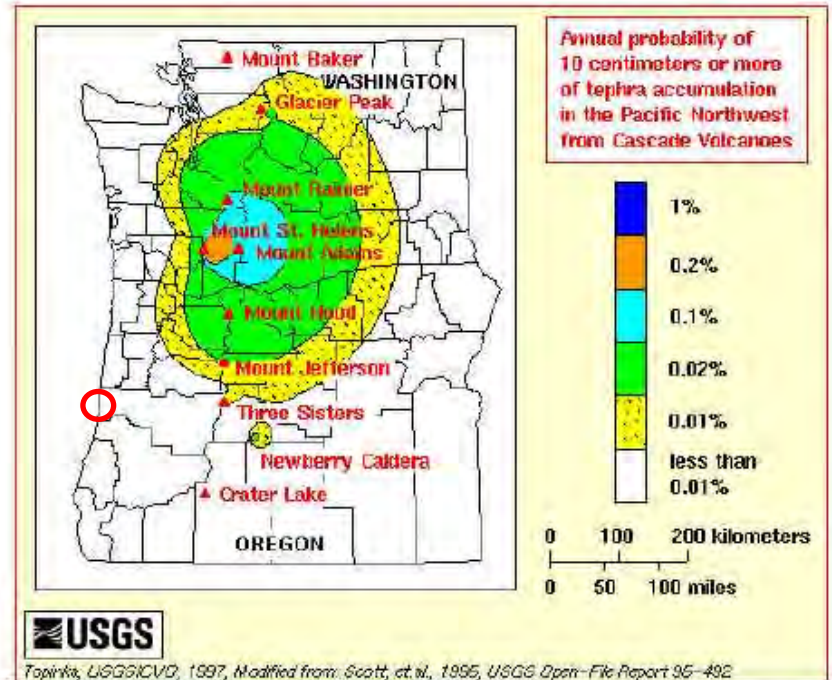 Mount Baker
WASHINGTON
Glacier Peak
Mount Rainier
Mount St. Helens
Mount Adams
Mount Hood
Mount Jefferson
Three Sisters
Newberry Caldera
Crater Lake
OREGON
Annual probability of
10 centimeters or more
of tephra accumulation
in the Pacific Northwest
from Cascade Volcanoes
1%
0.2%
0.1%
0.02%
0.01%
less than
0.01%
0 100 200 kilometers
0 50 100 miles
USGS
Topinka, USGS/CVO, 1997, Modified from: Scott, et.al., 1995, USGS Open-File Report 95-492